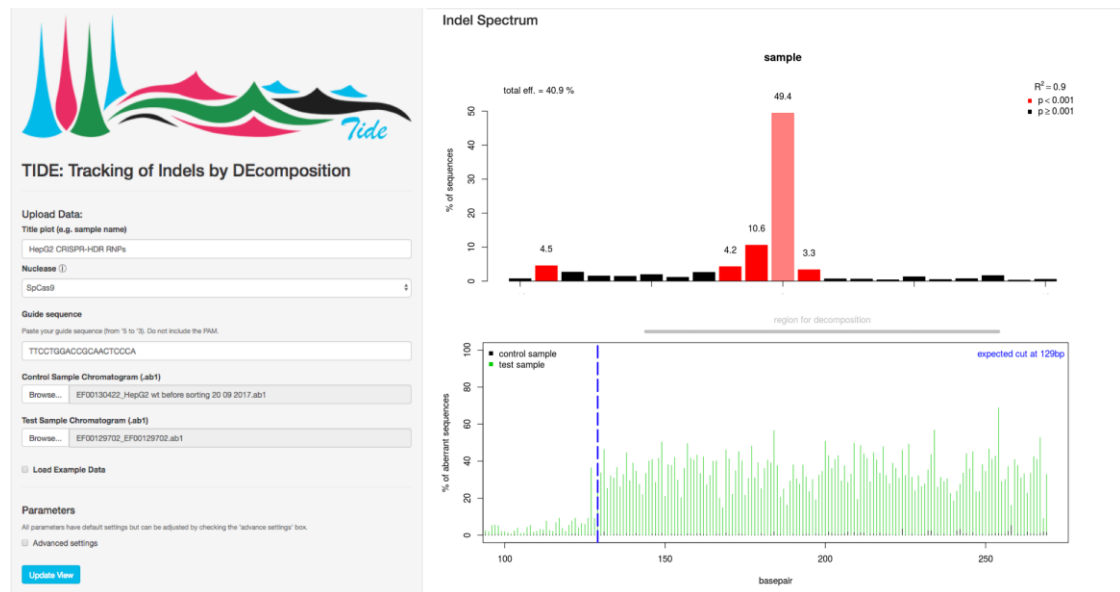 Tide
TIDE: Tracking of Indels by DEcomposition
Upload Data:
Title plot (e.g. sample name)
HepG2 CRISPR-HDR RNPs
Nuclease ⓘ
SpCas9
Guide sequence
Paste your guide sequence (from '5 to '3). Do not include the PAM.
TTCCTGGACCGCAACTCCCA
Control Sample Chromatogram (.ab1)
Browse... EF00130422_HepG2 wt before sorting 20 09 2017.ab1
Test Sample Chromatogram (.ab1)
Browse... EF00129702_EF00129702.ab1
Load Example Data
Parameters
All parameters have default settings but can be adjusted by checking the 'advance settings' box.
Advanced settings
Update View
Indel Spectrum
sample
total eff. = 40.9 %
R² = 0.9
p < 0.001
p ≥ 0.001
% of sequences
50
40
30
20
10
0
4.5
4.2
10.6
49.4
3.3
region for decomposition
control sample
test sample
expected cut at 129bp
% of aberrant sequences
100
80
60
40
20
0
100 150 200 250
basepair